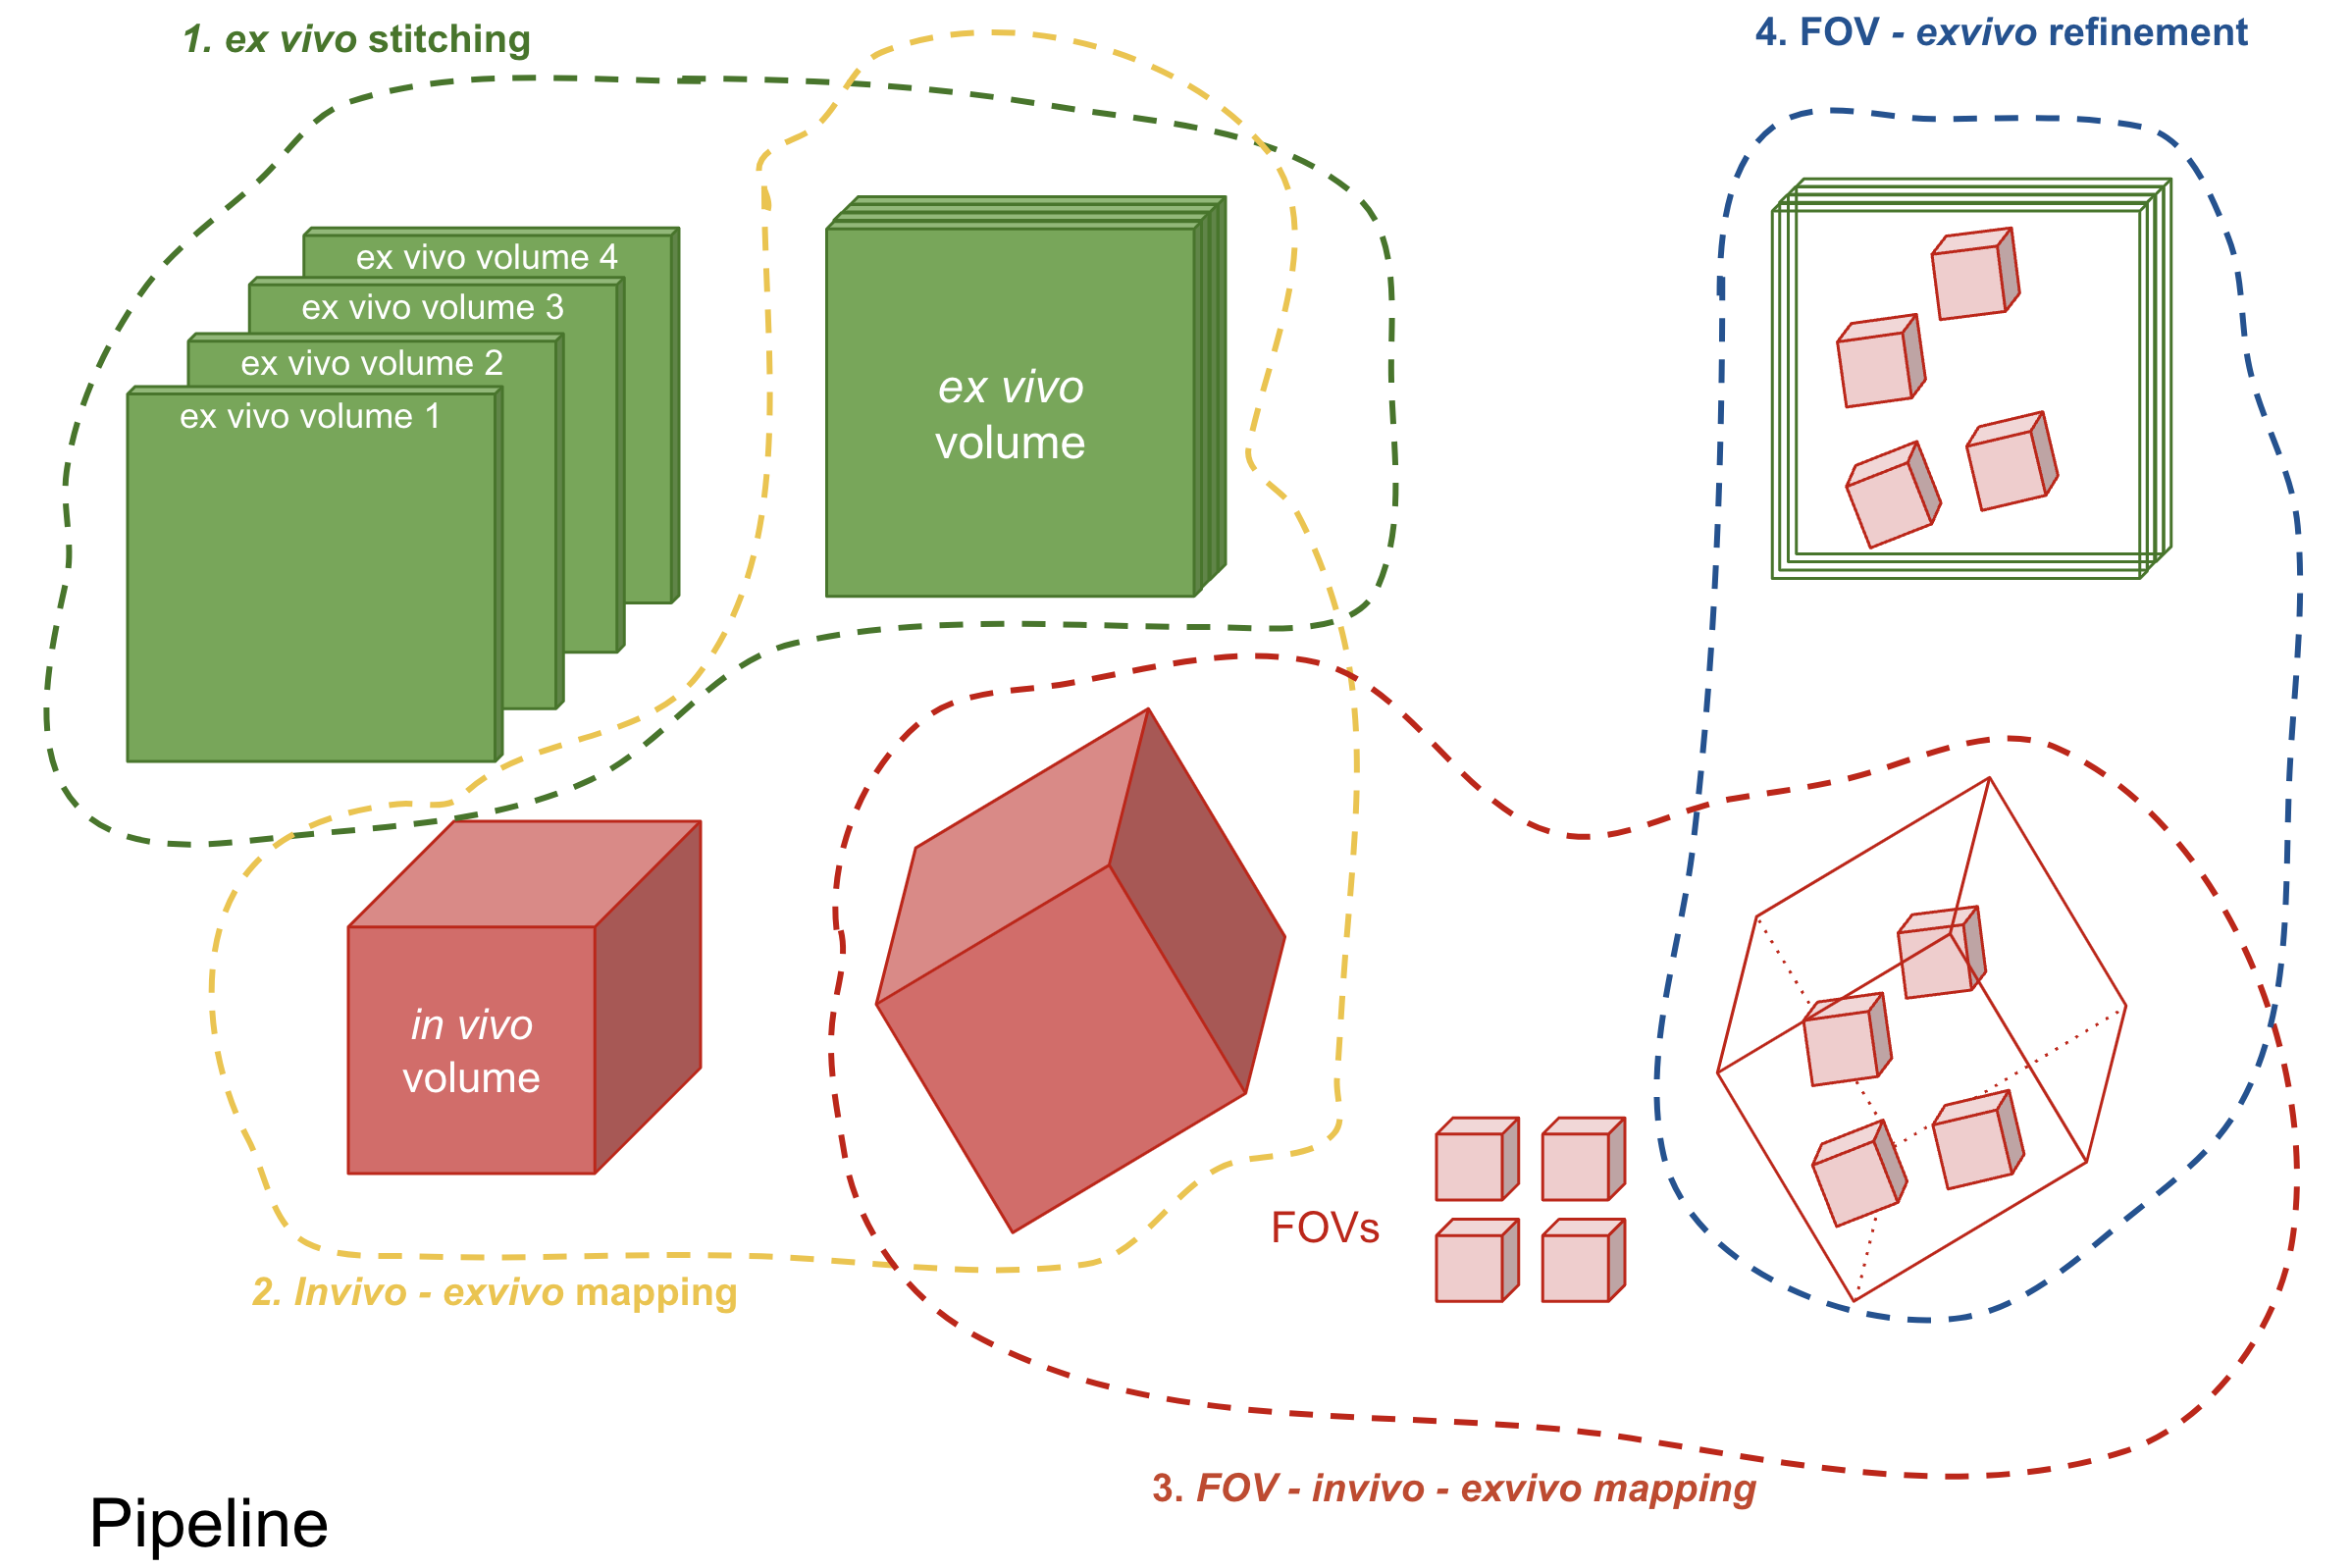 1. ex vivo stitching
4. FOV - exvivo refinement
ex vivo volume 4
ex vivo volume 3
ex vivo volume 2
ex vivo volume 1
ex vivo
volume
in vivo
volume
FOVs
2. Invivo - exvivo mapping
3. FOV - invivo - exvivo mapping
Pipeline